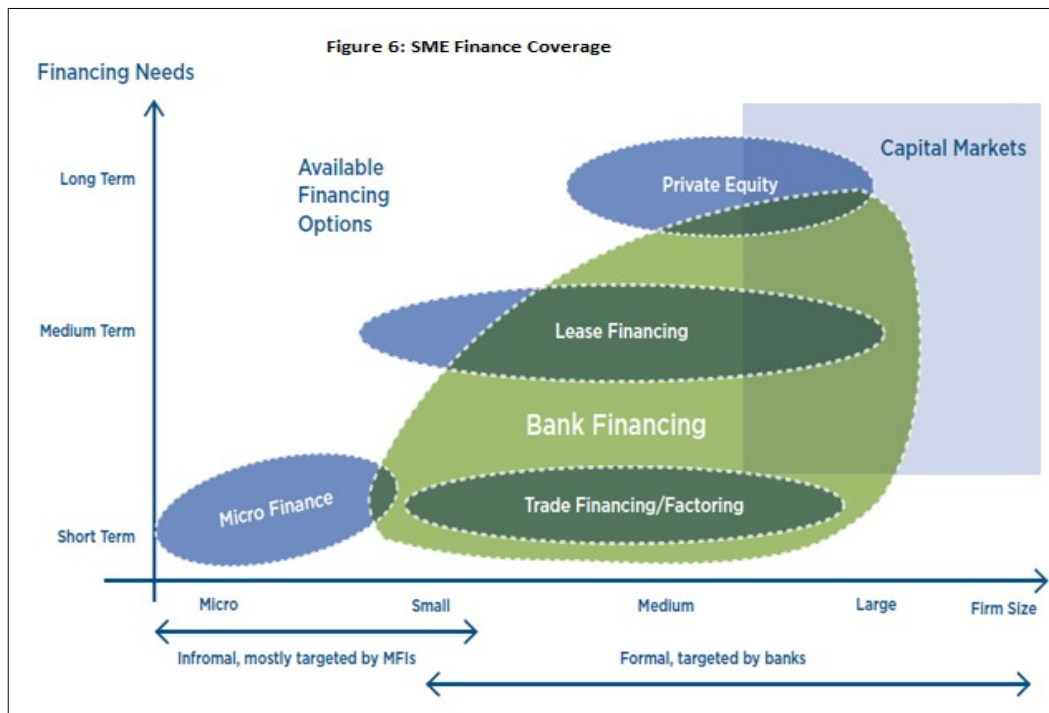 Figure 6: SME Finance Coverage
Financing Needs
Capital Markets
Available
Financing
Options
Long Term
Private Equity
Medium Term
Lease Financing
Bank Financing
Micro Finance
Trade Financing/Factoring
Short Term
Micro
Small
Medium
Large
Firm Size
Infromal, mostly targeted by MFIs
Formal, targeted by banks